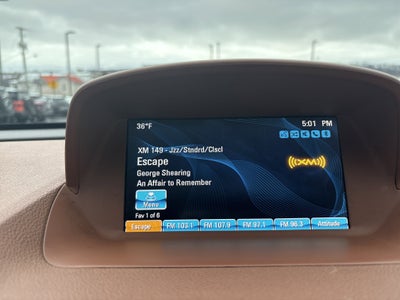 36°F 5:01 PM
XM 149 - Jzz/Stndrd/Clscl
Escape
George Shearing
((XM))
An Affair to Remember
Menu
Fav 1 of 6
Escape FM 103.1 FM 107.9 FM 97.1 FM 96.3 Attitude